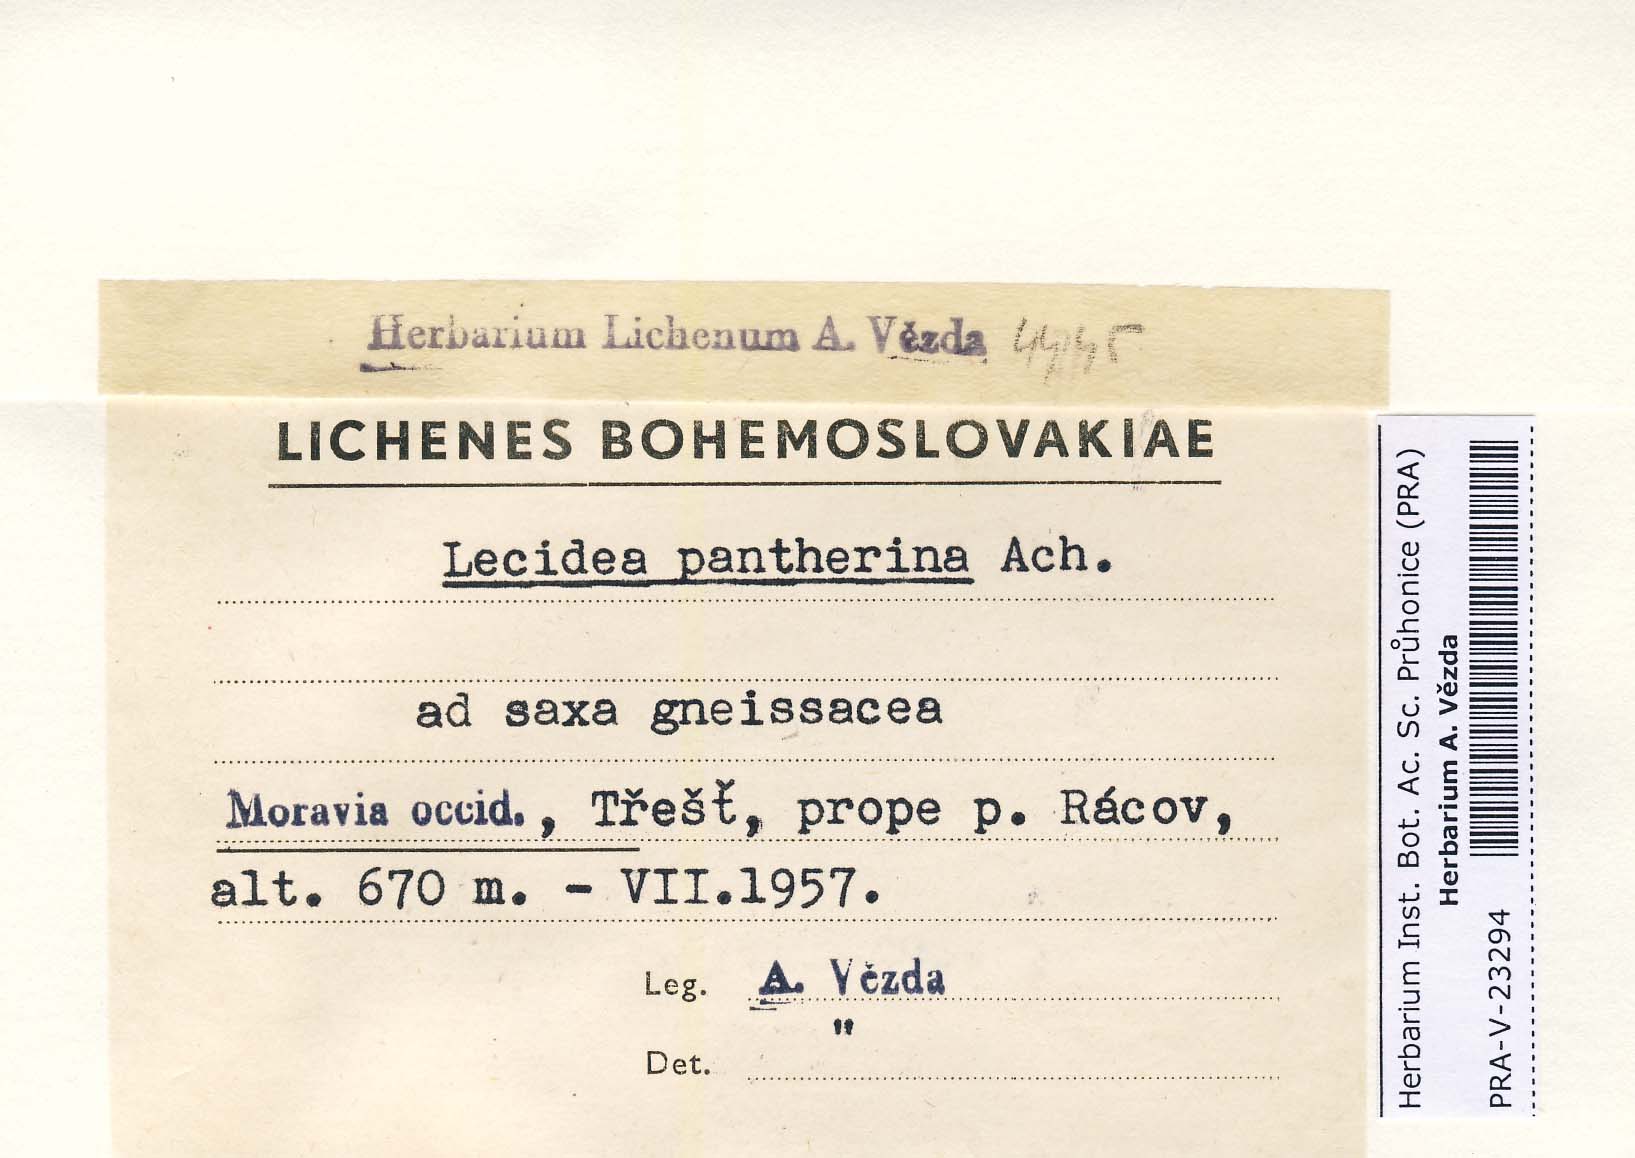 Herbarium Lichenum A. Vězda
LICHENES BOHEMOSLOVAKIAE
Lecidea pantherina Ach.
ad saxa gneissacea
Moravia occid., Třešť, prope p. Rácov,
alt. 670 m. - VII.1957.
Leg. A. Vězda
"
Det.
Herbarium Inst. Bot. Ac. Sc. Průhonice (PRA)
Herbarium A. Vězda
PRA-V-23294